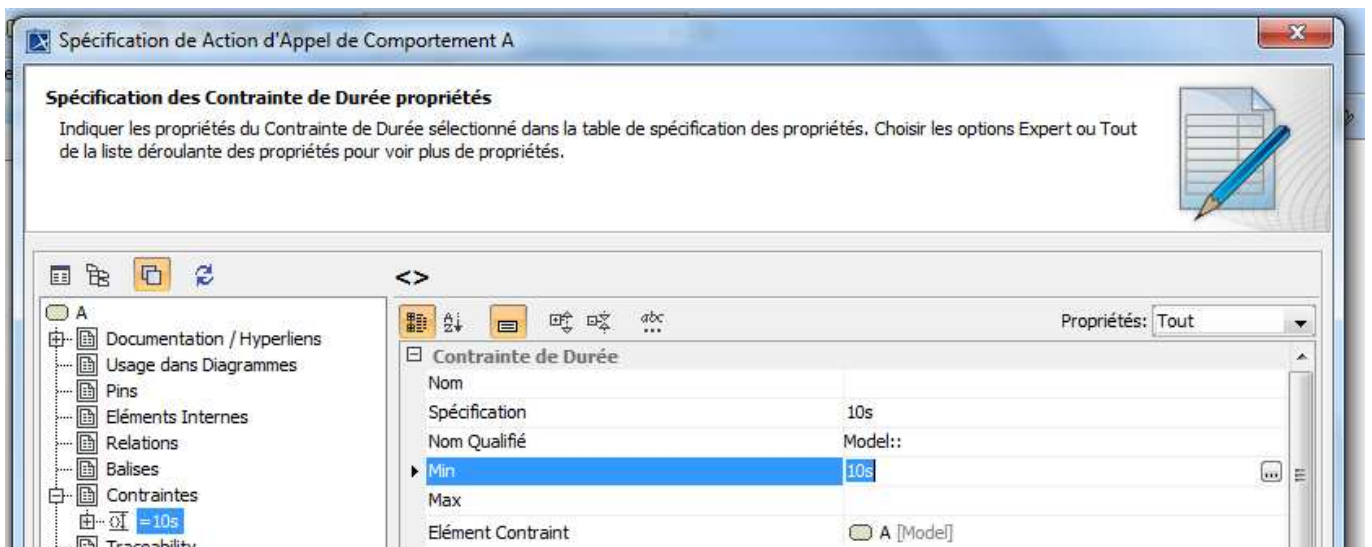 Spécification de Action d'Appel de Comportement A
Spécification des Contrainte de Durée propriétés
Indiquer les propriétés du Contrainte de Durée sélectionné dans la table de spécification des propriétés. Choisir les options Expert ou Tout
de la liste déroulante des propriétés pour voir plus de propriétés.
<>
A
Documentation / Hyperliens
Usage dans Diagrammes
Pins
Eléments Internes
Relations
Balises
Contraintes
=10s
Traceability
Propriétés: Tout
Contrainte de Durée
Nom
Spécification 10s
Nom Qualifié Model::
Min 10s
Max
Elément Contraint A [Model]